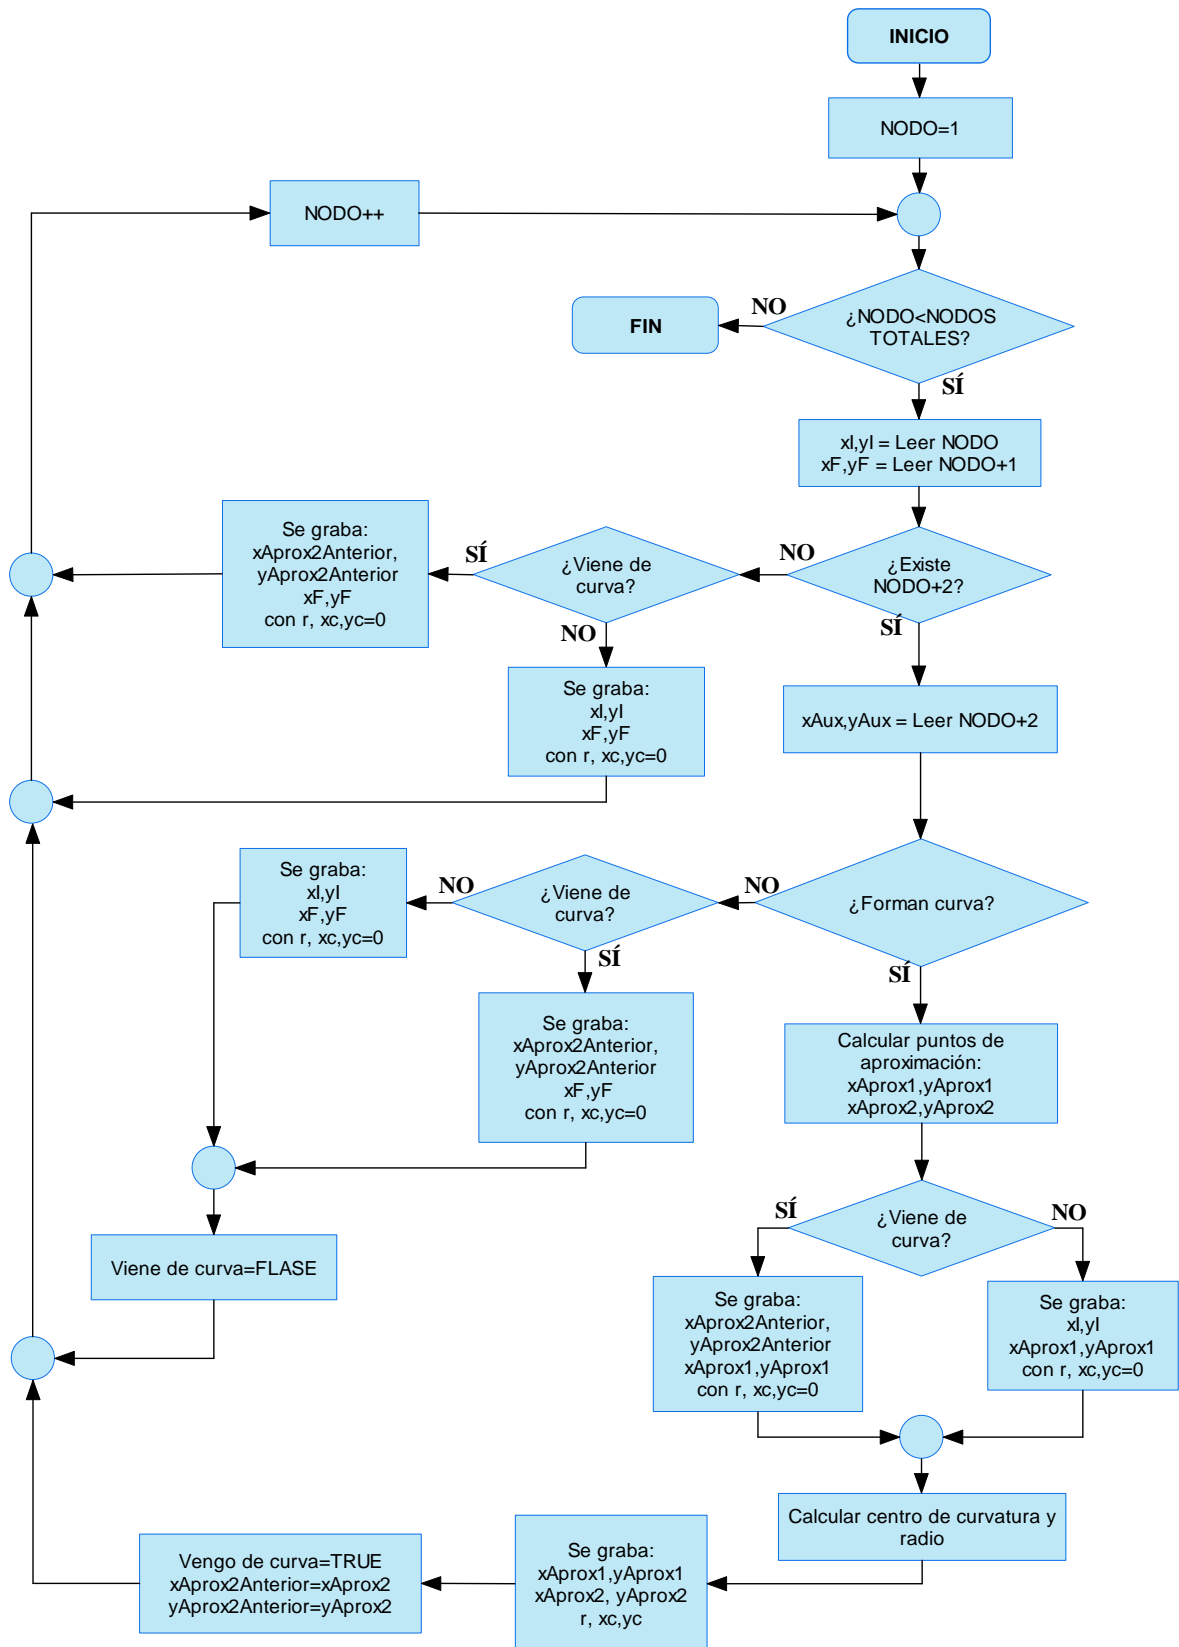 INICIO
NODO=1
NODO++
¿NODO<NODOS
TOTALES?
NO
FIN
SÍ
xI,yI = Leer NODO
xF,yF = Leer NODO+1
¿Existe
NODO+2?
NO
SÍ
¿Viene de
curva?
SÍ
NO
Se graba:
xAprox2Anterior,
yAprox2Anterior
xF,yF
con r, xc,yc=0
Se graba:
xI,yI
xF,yF
con r, xc,yc=0
xAux,yAux = Leer NODO+2
¿Forman curva?
NO
SÍ
¿Viene de
curva?
NO
SÍ
Se graba:
xI,yI
xF,yF
con r, xc,yc=0
Se graba:
xAprox2Anterior,
yAprox2Anterior
xF,yF
con r, xc,yc=0
Viene de curva=FLASE
Calcular puntos de
aproximación:
xAprox1,yAprox1
xAprox2,yAprox2
¿Viene de
curva?
SÍ
NO
Se graba:
xAprox2Anterior,
yAprox2Anterior
xAprox1,yAprox1
con r, xc,yc=0
Se graba:
xI,yI
xAprox1,yAprox1
con r, xc,yc=0
Calcular centro de curvatura y
radio
Se graba:
xAprox1,yAprox1
xAprox2, yAprox2
r, xc,yc
Vengo de curva=TRUE
xAprox2Anterior=xAprox2
yAprox2Anterior=yAprox2